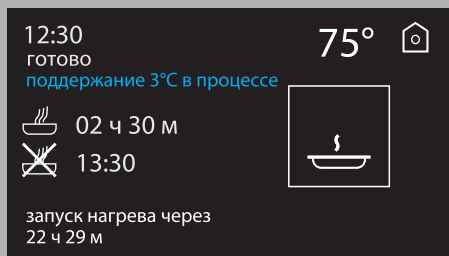 12:30
75°
готово
поддержание 3°C в процессе
02 ч 30 м
13:30
запуск нагрева через
22 ч 29 м